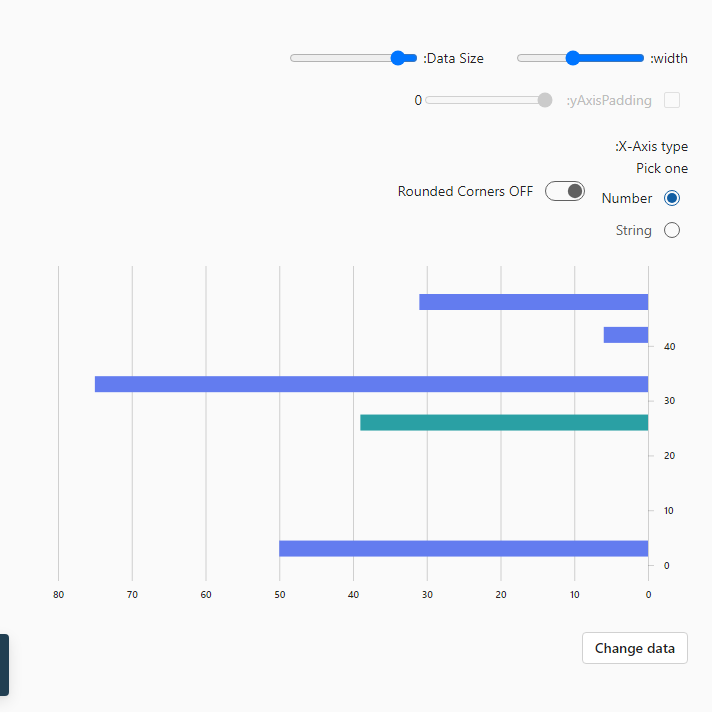 :width
:Data Size
:yAxisPadding
0
:X-Axis type
Pick one
Number
Rounded Corners OFF
String
40
30
20
10
0
80 70 60 50 40 30 20 10 0
Change data